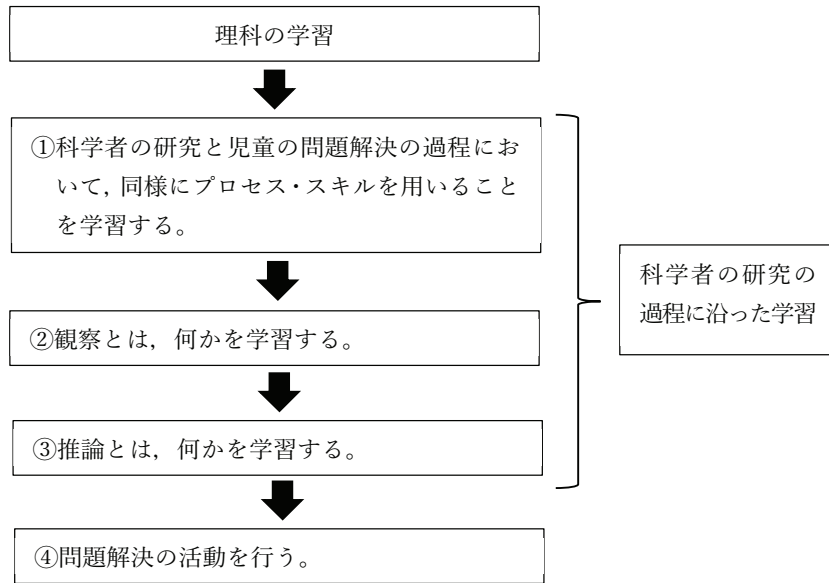 理科の学習
①科学者の研究と児童の問題解決の過程にお
いて，同様にプロセス・スキルを用いること
を学習する。
科学者の研究の
過程に沿った学習
②観察とは，何かを学習する。
③推論とは，何かを学習する。
④問題解決の活動を行う。